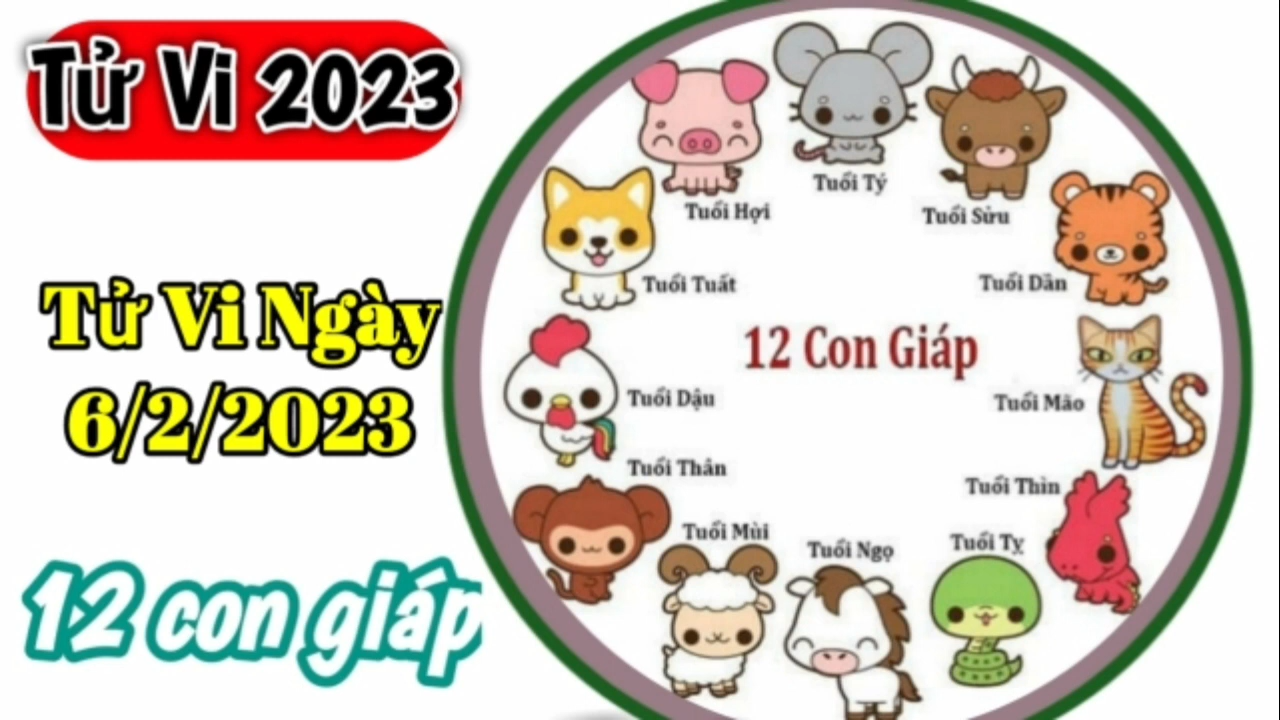 Tử Vi 2023
Tử Vi Ngày
6/2/2023
12 con giáp
Tuổi Tý
Tuổi Hợi
Tuổi Sửu
Tuổi Tuất
Tuổi Dần
12 Con Giáp
Tuổi Dậu
Tuổi Mão
Tuổi Thân
Tuổi Thìn
Tuổi Mùi
Tuổi Ngọ
Tuổi Tỵ